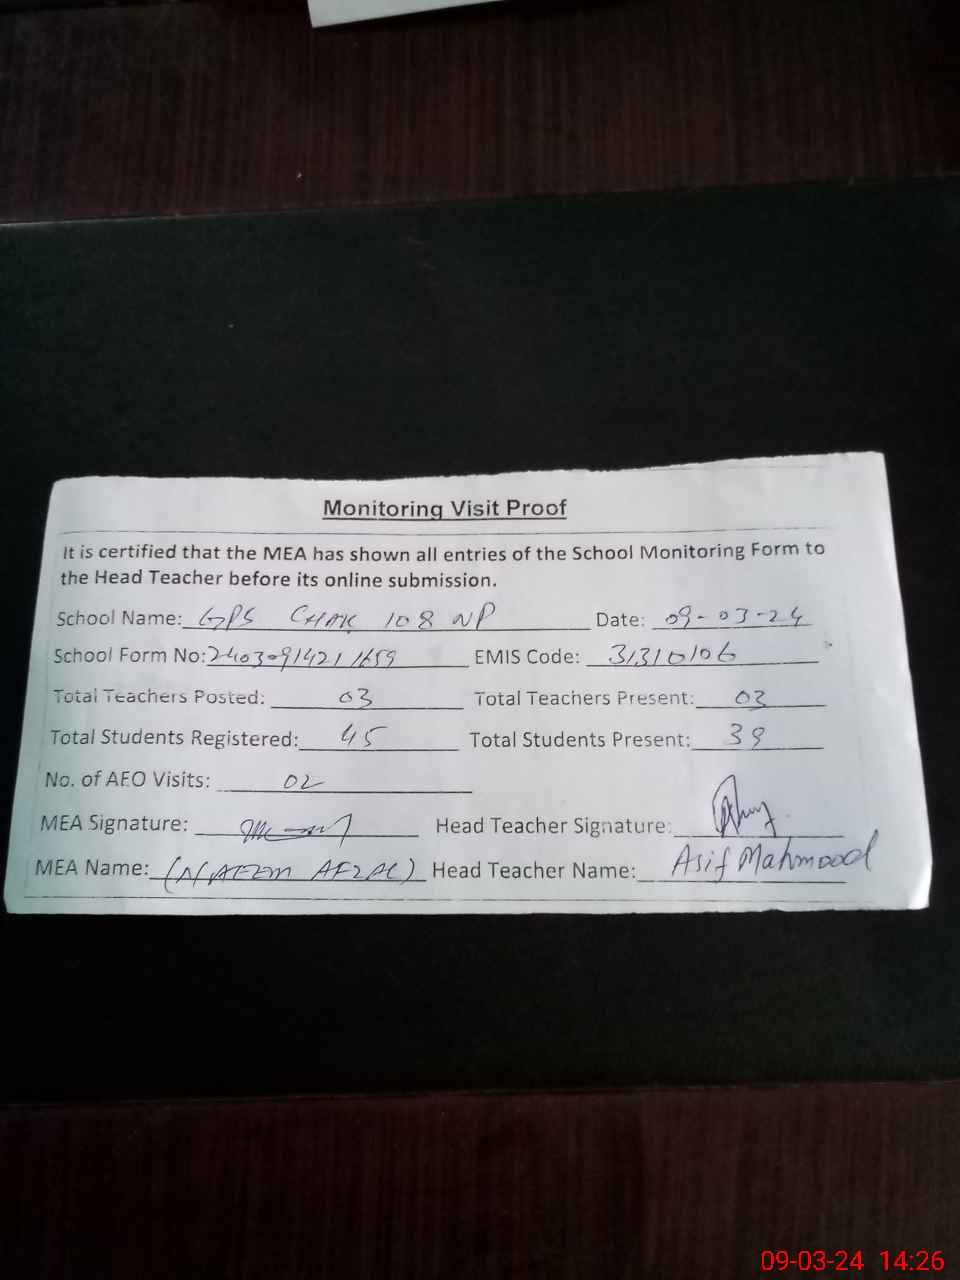 Monitoring Visit Proof
It is certified that the MEA has shown all entries of the School Monitoring Form to
the Head Teacher before its online submission.
School Name: GPS CHAK 108 NP Date: 09-03-24
School Form No: 24030914211659 EMIS Code: 31310106
Total Teachers Posted: 03 Total Teachers Present: 03
Total Students Registered: 45 Total Students Present: 39
No. of AEO Visits: 02
MEA Signature: Head Teacher Signature:
MEA Name: (NAEEM AFZAL) Head Teacher Name: Asif Mahmood
09-03-24 14:26